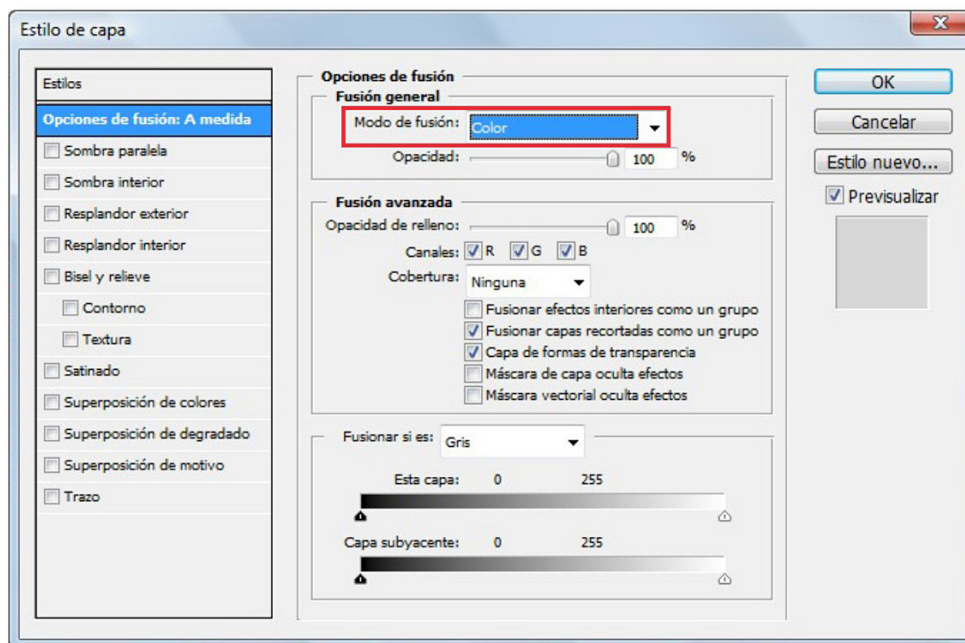 Estilo de capa
Estilos
Opciones de fusión: A medida
Sombra paralela
Sombra interior
Resplandor exterior
Resplandor interior
Bisel y relieve
Contorno
Textura
Satinado
Superposición de colores
Superposición de degradado
Superposición de motivo
Trazo
Opciones de fusión
Fusión general
Modo de fusión: Color
Opacidad: 100 %
Fusión avanzada
Opacidad de relleno: 100 %
Canales: R G B
Cobertura: Ninguna
Fusionar efectos interiores como un grupo
Fusionar capas recortadas como un grupo
Capa de formas de transparencia
Máscara de capa oculta efectos
Máscara vectorial oculta efectos
Fusionar si es: Gris
Esta capa: 0 255
Capa subyacente: 0 255
OK
Cancelar
Estilo nuevo...
Previsualizar